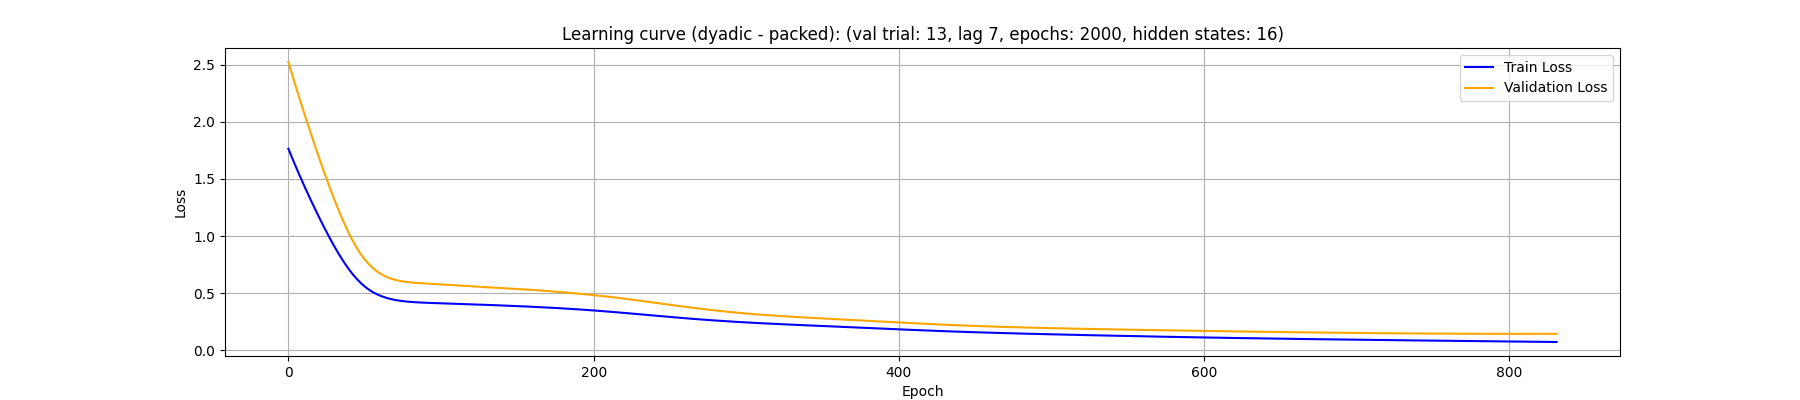 Learning curve (dyadic - packed): (val trial: 13, lag 7, epochs: 2000, hidden states: 16)
Train Loss
Validation Loss
2.5
2.0
1.5
1.0
0.5
0.0
Loss
0 200 400 600 800
Epoch